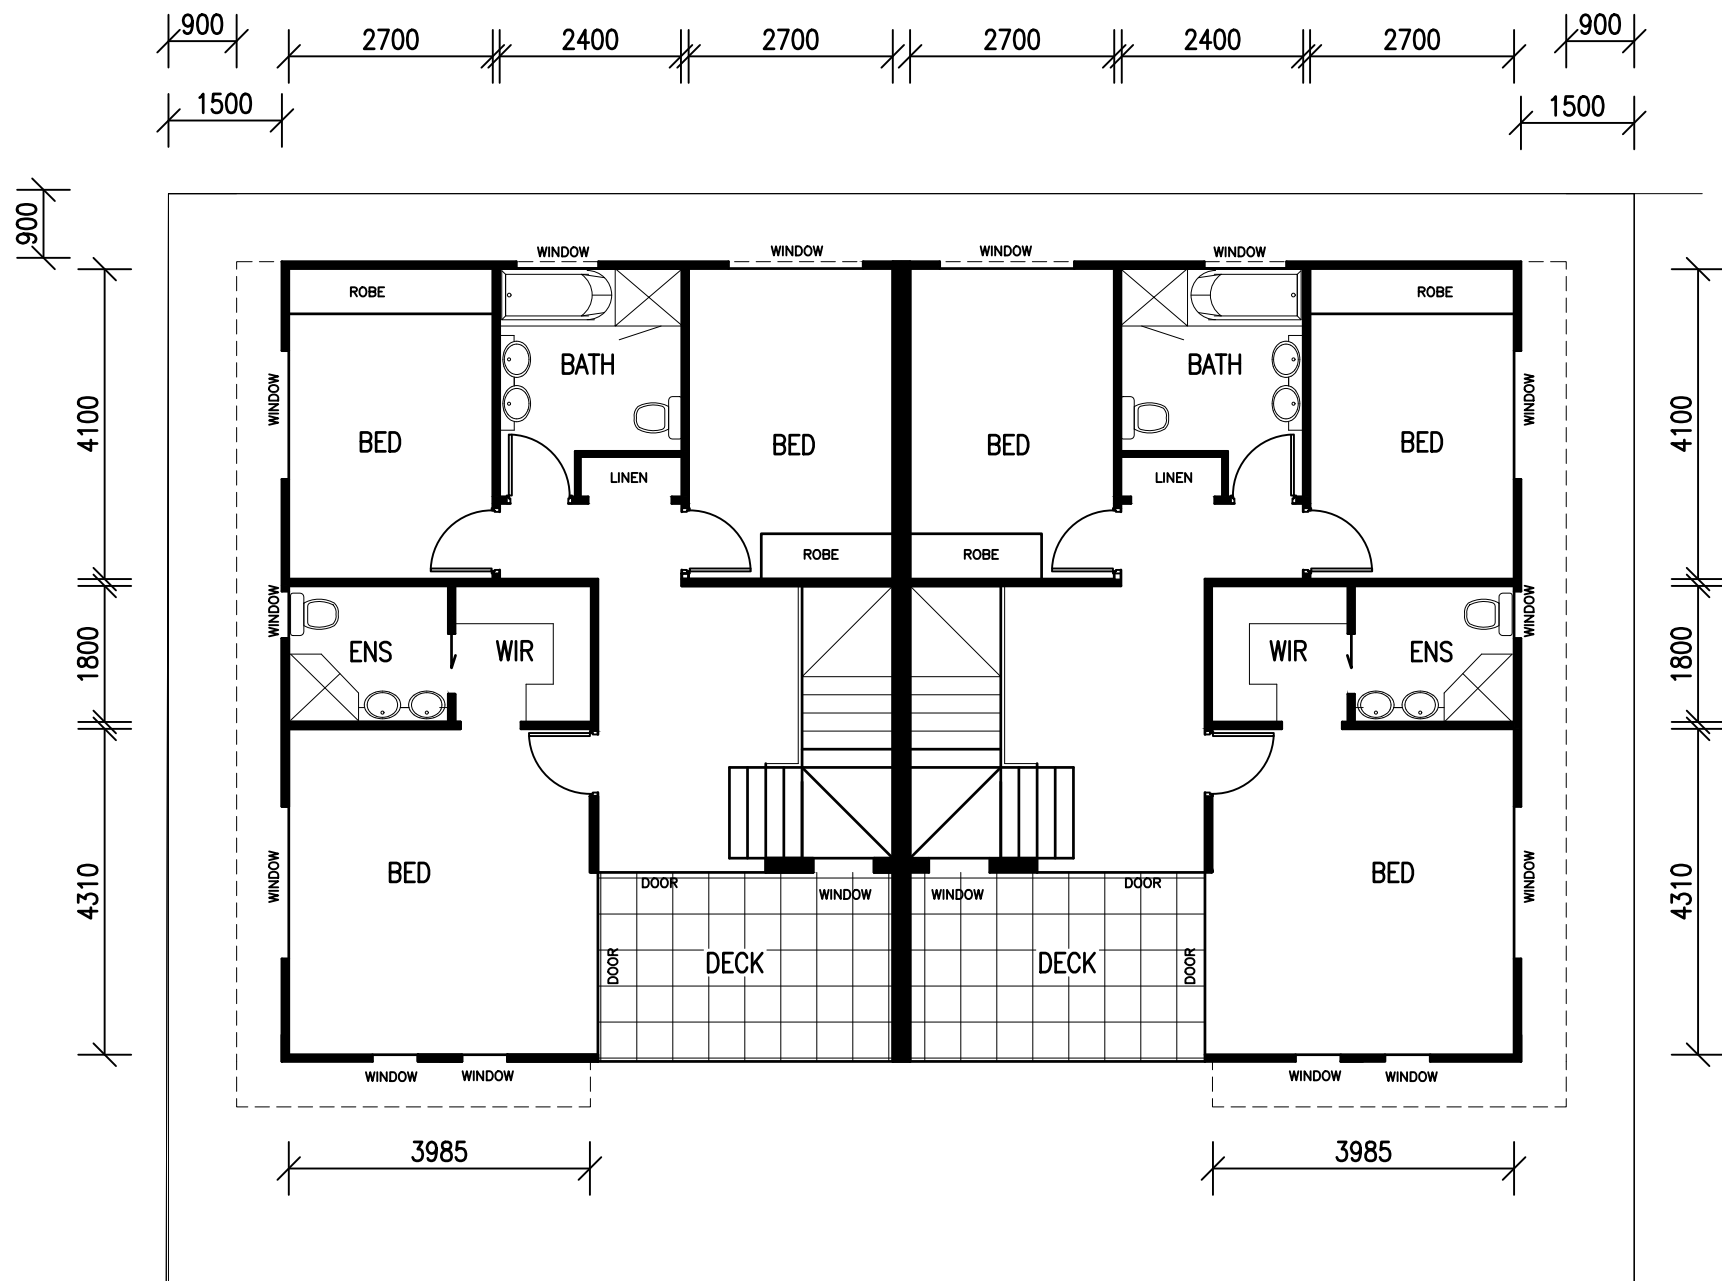 900 2700 2400 2700 2700 2400 2700 900
1500 1500
900
WINDOW WINDOW WINDOW WINDOW
ROBE ROBE
BATH BATH
WINDOW WINDOW
4100 BED BED BED BED 4100
LINEN LINEN
ROBE ROBE
WINDOW WINDOW
1800 ENS WIR WIR ENS 1800
WINDOW BED DOOR WINDOW WINDOW DOOR BED WINDOW
4310 4310
DOOR DECK DECK DOOR
WINDOW WINDOW WINDOW WINDOW
3985 3985